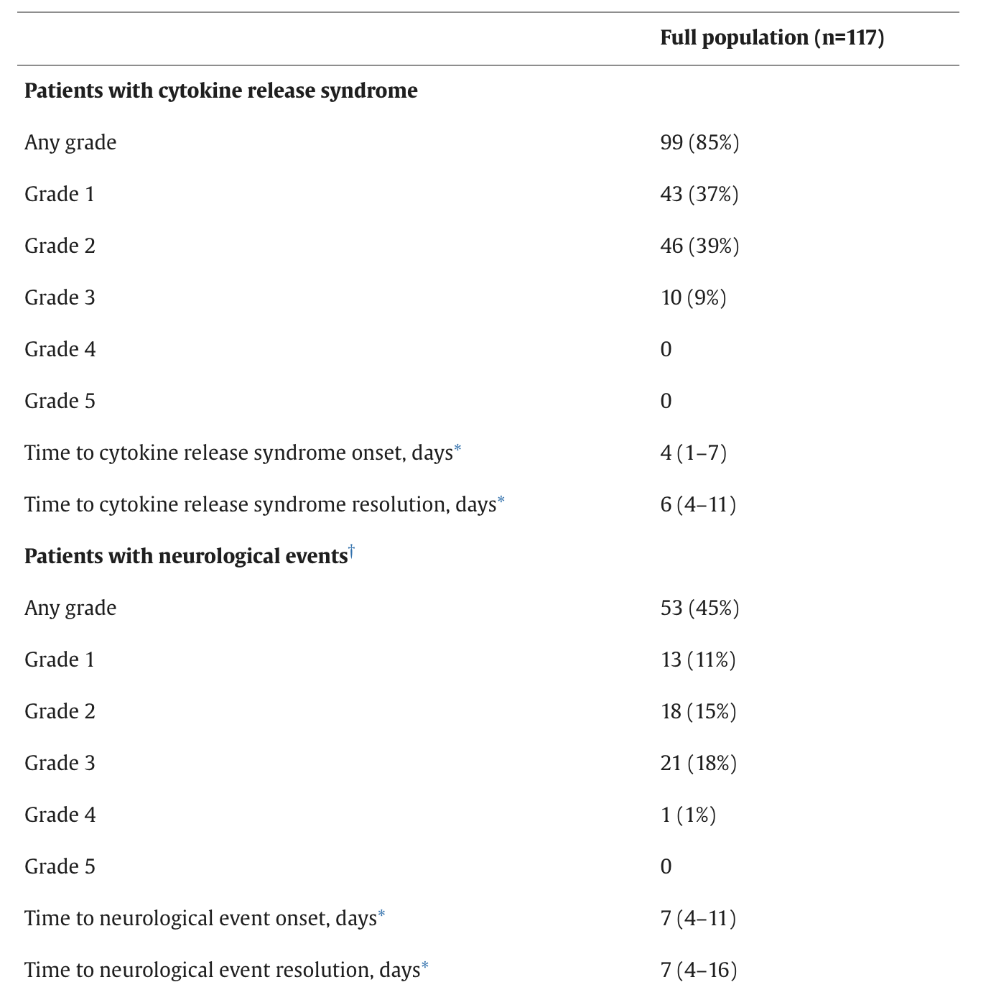 Full population (n=117)
Patients with cytokine release syndrome
Any grade 99 (85%)
Grade 1 43 (37%)
Grade 2 46 (39%)
Grade 3 10 (9%)
Grade 4 0
Grade 5 0
Time to cytokine release syndrome onset, days* 4 (1–7)
Time to cytokine release syndrome resolution, days* 6 (4–11)
Patients with neurological events†
Any grade 53 (45%)
Grade 1 13 (11%)
Grade 2 18 (15%)
Grade 3 21 (18%)
Grade 4 1 (1%)
Grade 5 0
Time to neurological event onset, days* 7 (4–11)
Time to neurological event resolution, days* 7 (4–16)